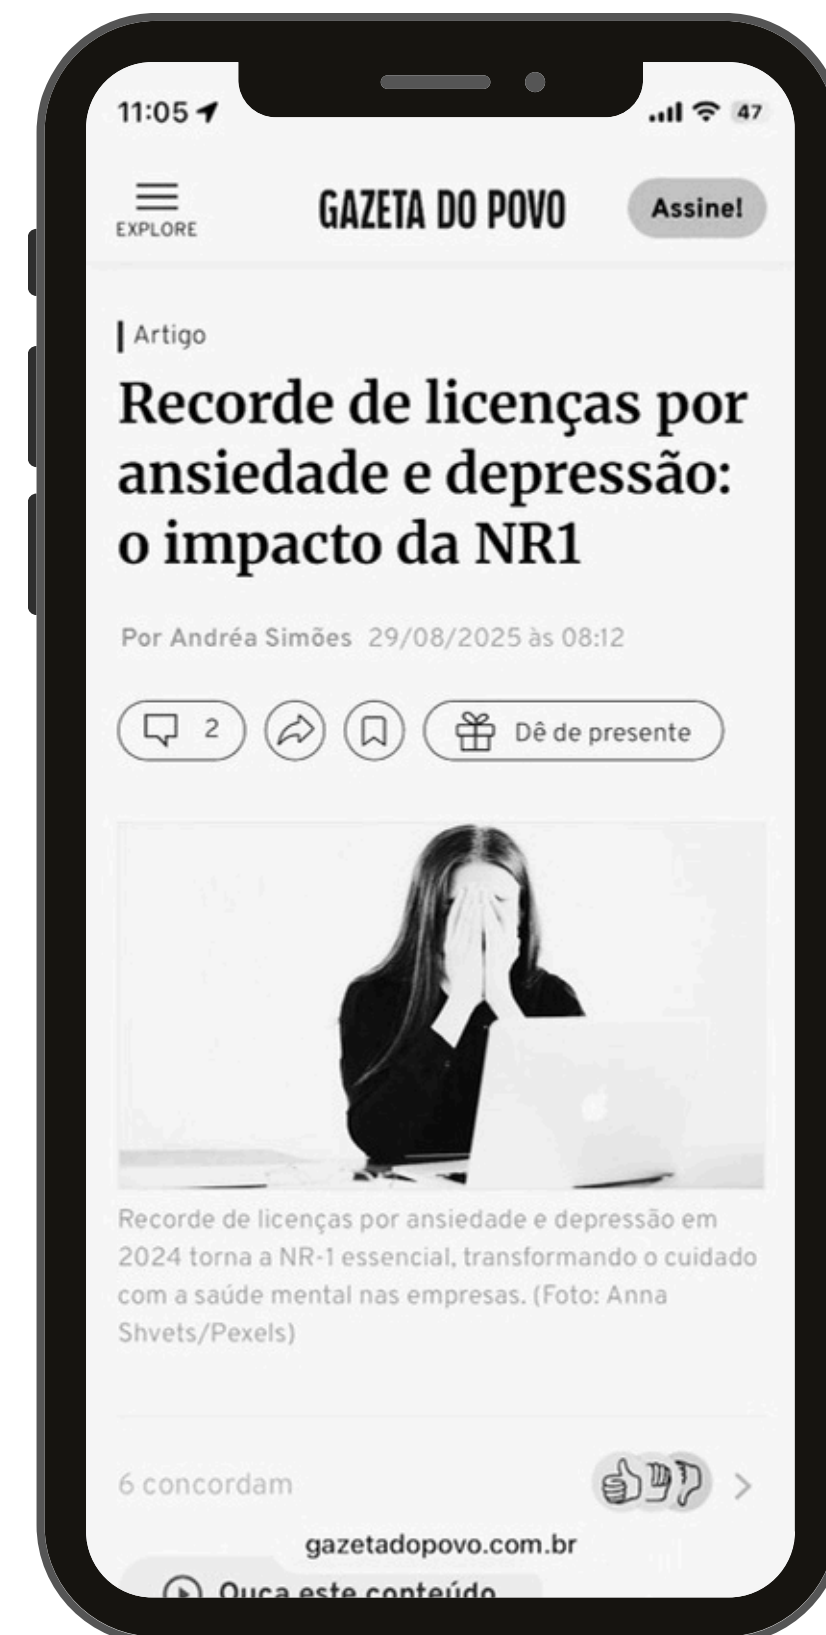 11:05
47
EXPLORE
GAZETA DO POVO
Assine!
Artigo
Recorde de licenças por
ansiedade e depressão:
o impacto da NR1
Por Andréa Simões 29/08/2025 às 08:12
2
Dê de presente
Recorde de licenças por ansiedade e depressão em
2024 torna a NR-1 essencial, transformando o cuidado
com a saúde mental nas empresas. (Foto: Anna
Shvets/Pexels)
6 concordam
gazetadopovo.com.br
Ouça este conteúdo